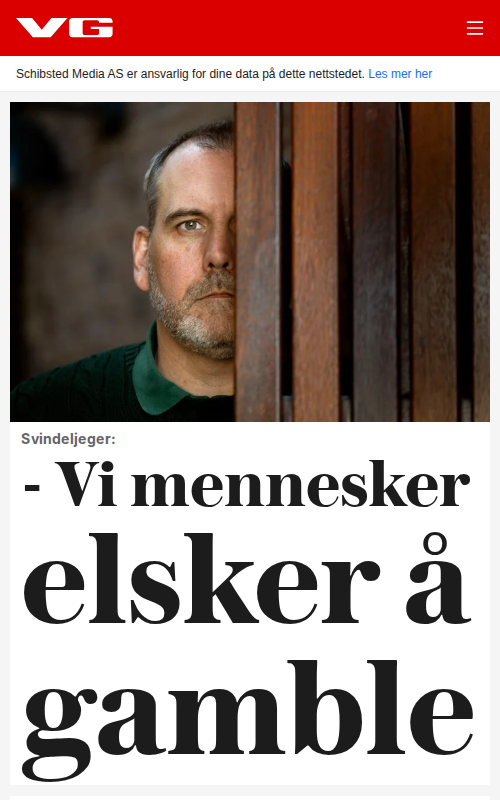 VG
Schibsted Media AS er ansvarlig for dine data på dette nettstedet. Les mer her
Svindeljeger:
- Vi mennesker
elsker å
gamble